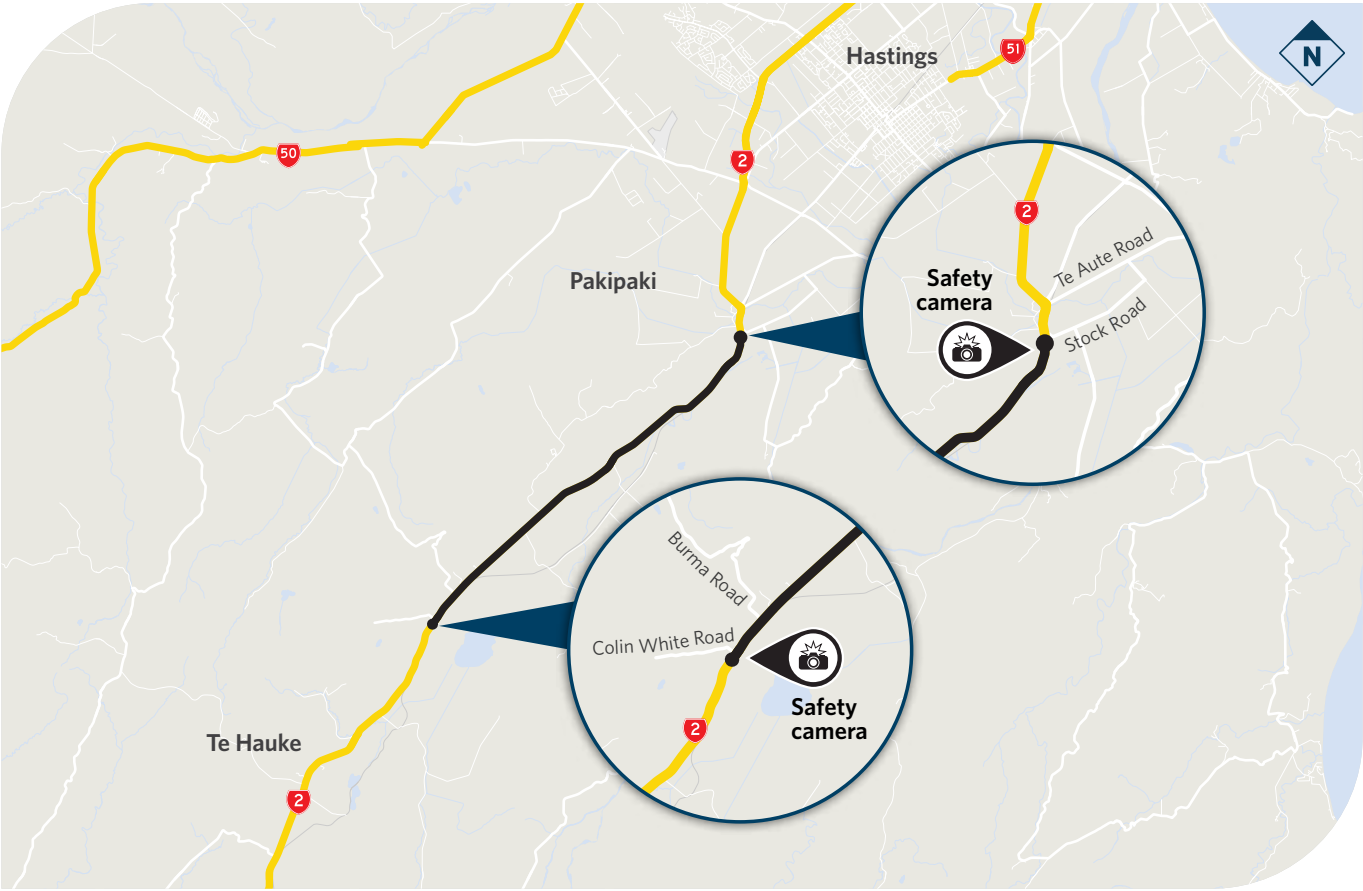 Hastings
51
N
50
2
2
Te Aute Road
Safety
camera
Pakipaki
Stock Road
Burma Road
Colin White Road
Safety
camera
2
Te Hauke
2